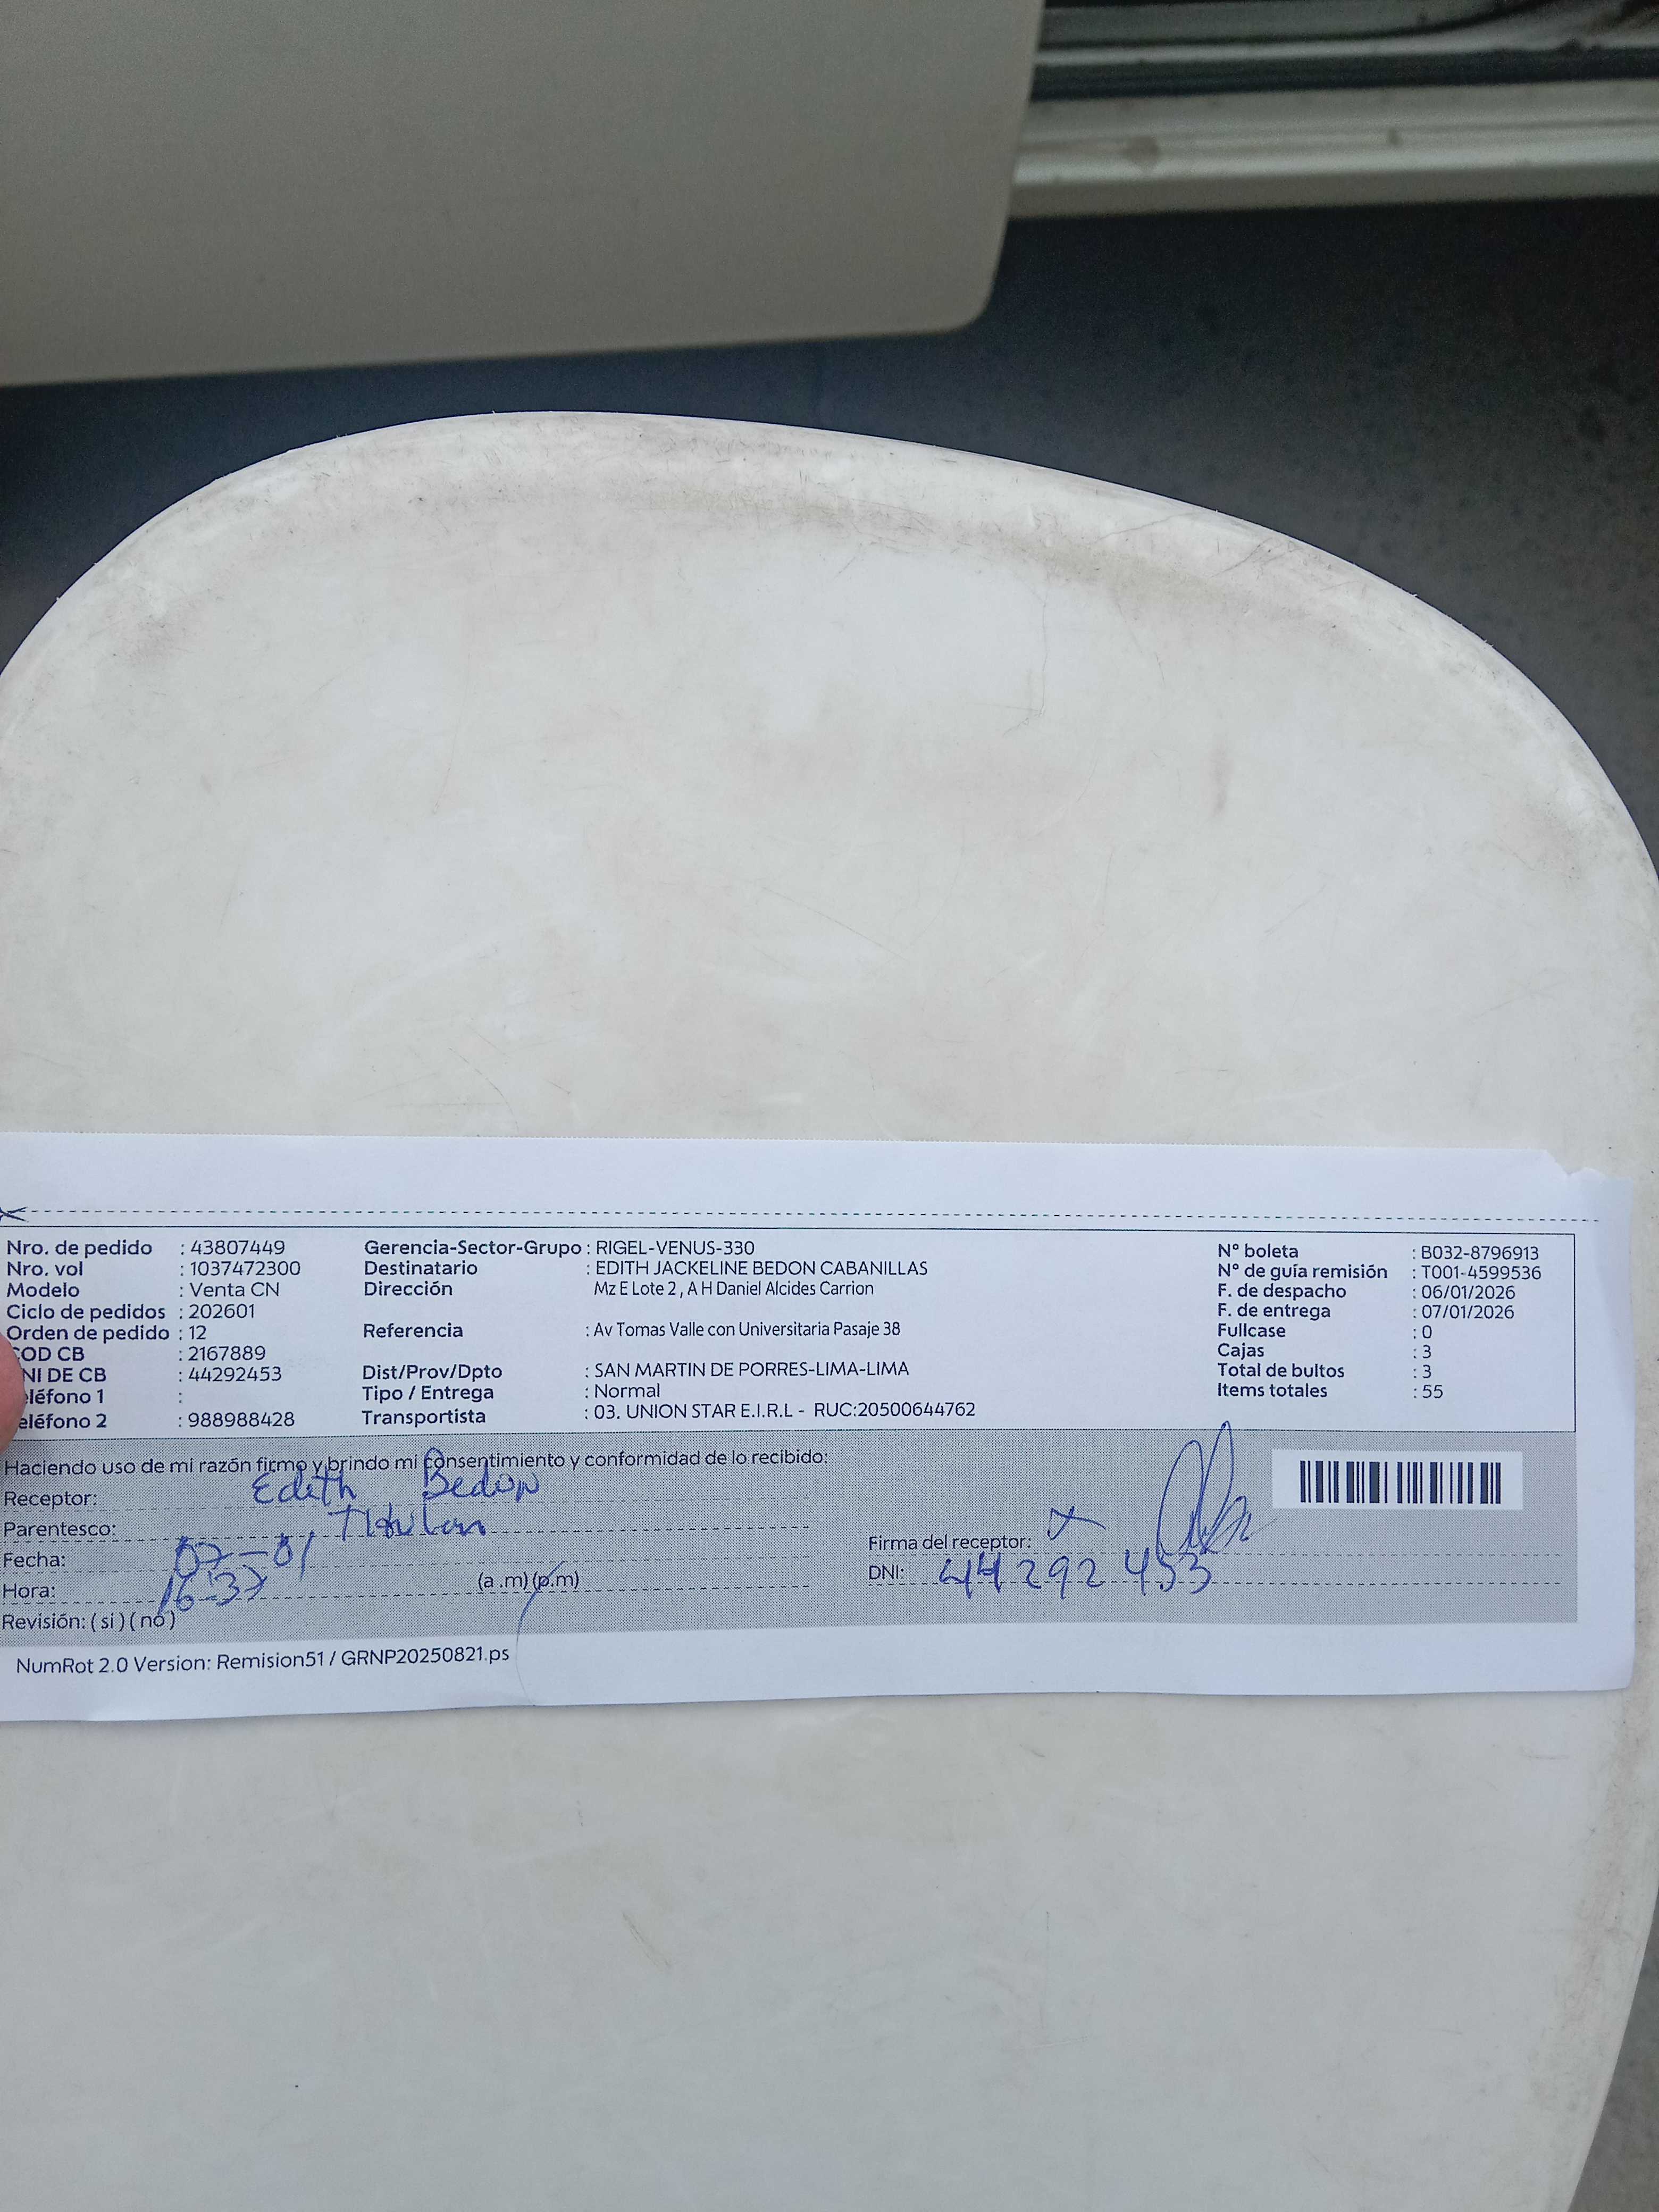 Nro. de pedido : 43807449 Gerencia-Sector-Grupo : RIGEL-VENUS-330 N° boleta : B032-8796913
Nro. vol : 1037472300 Destinatario : EDITH JACKELINE BEDON CABANILLAS N° de guía remisión : T001-4599536
Modelo : Venta CN Dirección Mz E Lote 2 , A H Daniel Alcides Carrion F. de despacho : 06/01/2026
Ciclo de pedidos : 202601 F. de entrega : 07/01/2026
Orden de pedido : 12 Referencia : Av Tomas Valle con Universitaria Pasaje 38 Fullcase : 0
COD CB : 2167889 Cajas : 3
NI DE CB : 44292453 Dist/Prov/Dpto : SAN MARTIN DE PORRES-LIMA-LIMA Total de bultos : 3
eléfono 1 : Tipo / Entrega : Normal Items totales : 55
eléfono 2 : 988988428 Transportista : 03. UNION STAR E.I.R.L - RUC:20500644762
Haciendo uso de mi razón firmo y brindo mi consentimiento y conformidad de lo recibido:
Receptor: Edith Bedon
Parentesco: Titular
Firma del receptor: x
Fecha: 07-01
DNI: 44292453
Hora: 16:37 (a .m) (p.m)
Revisión: ( si ) ( no )
NumRot 2.0 Version: Remision51 / GRNP20250821.ps